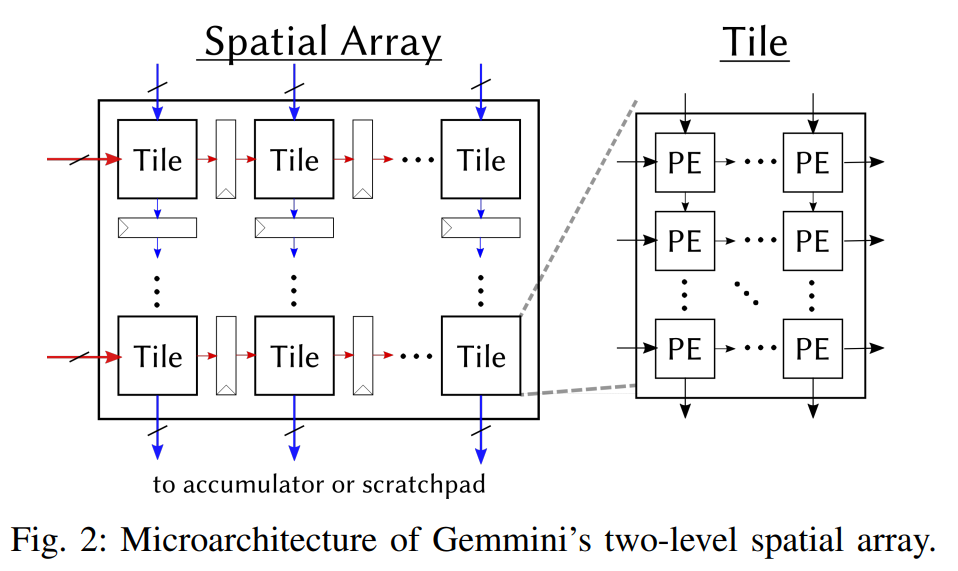 Spatial Array
Tile
Tile Tile ··· Tile
Tile Tile ··· Tile
PE ··· PE
PE ··· PE
PE ··· PE
to accumulator or scratchpad
Fig. 2: Microarchitecture of Gemmini's two-level spatial array.